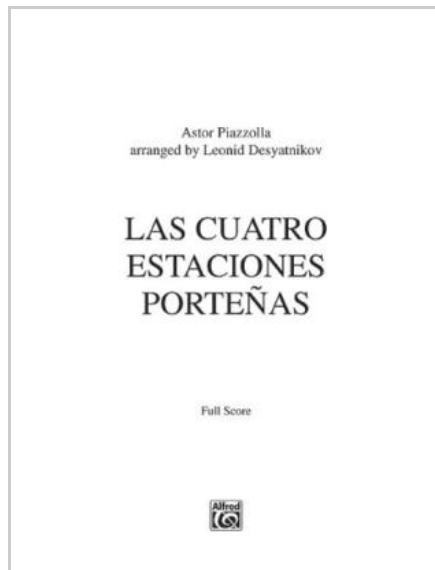 Astor Piazzolla
arranged by Leonid Desyatnikov
LAS CUATRO
ESTACIONES
PORTEÑAS
Full Score
Alfred